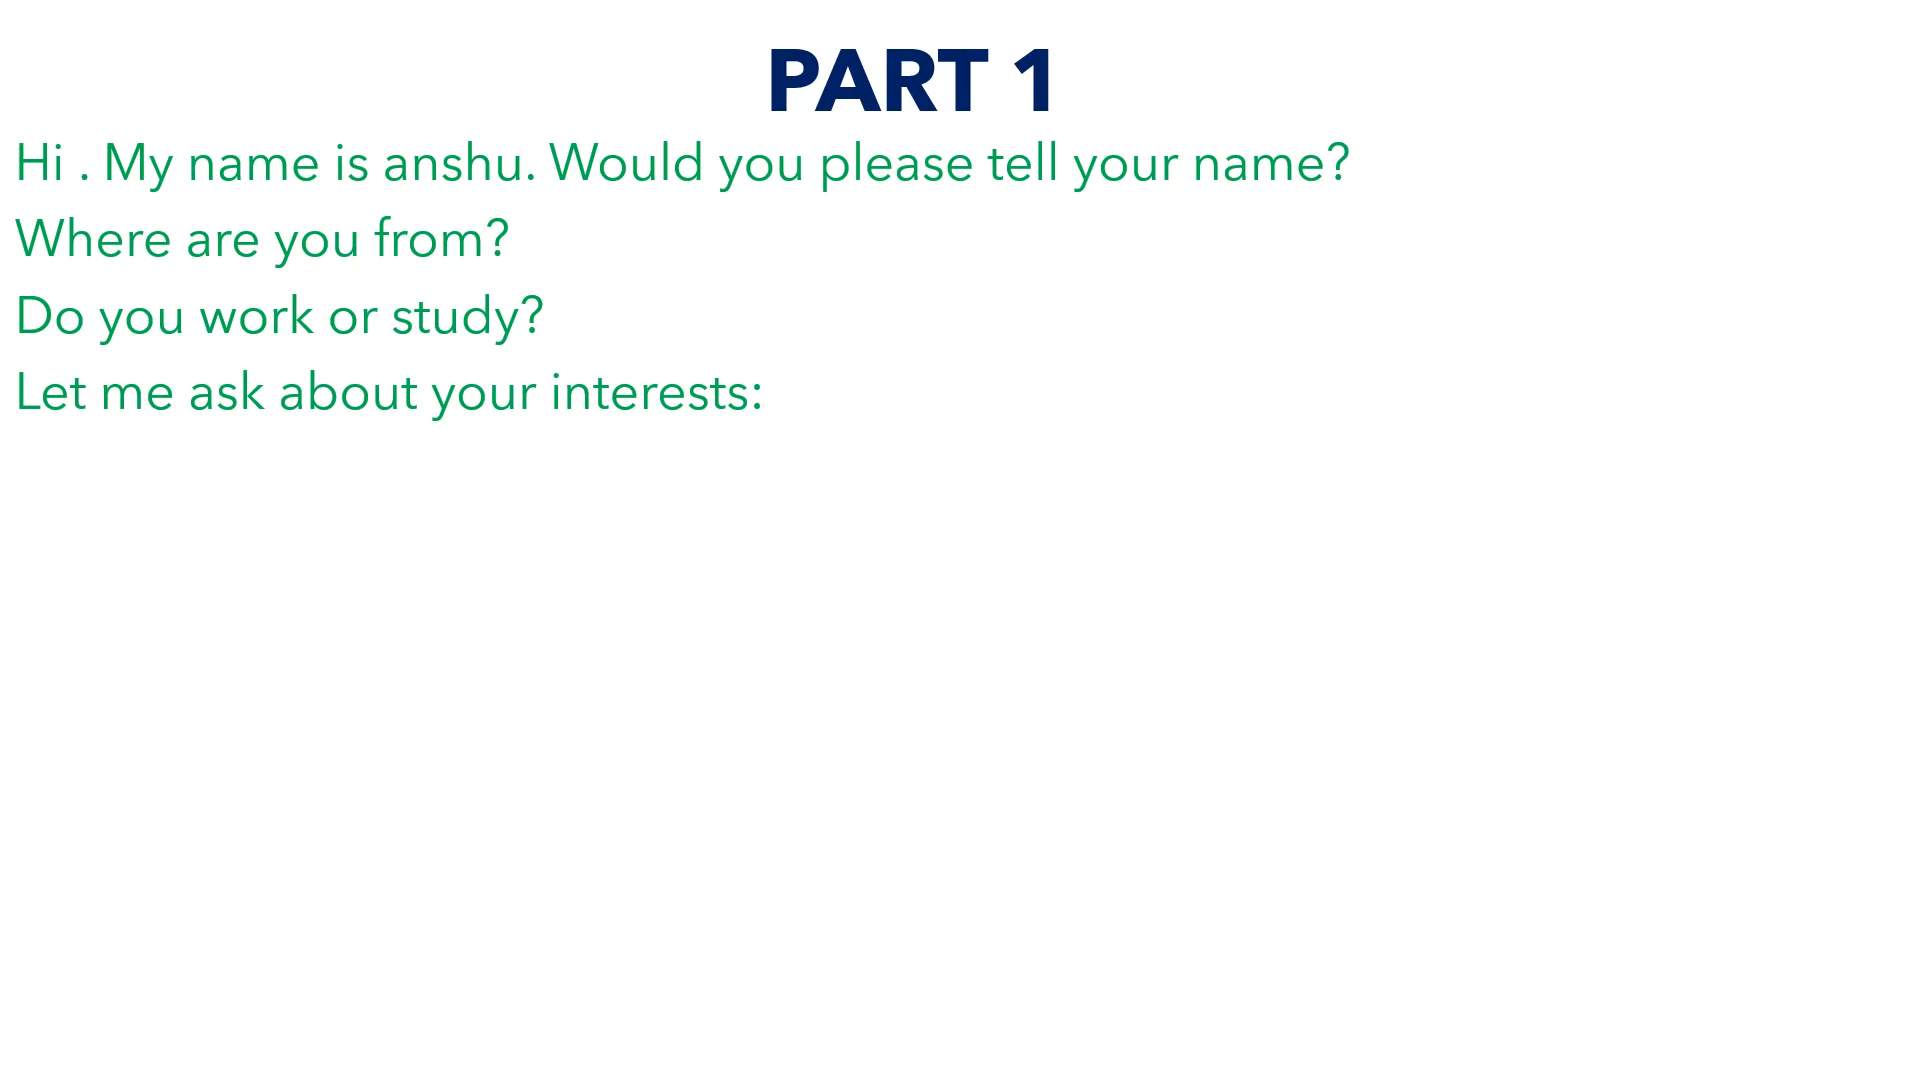 PART 1
Hi . My name is anshu. Would you please tell your name?
Where are you from?
Do you work or study?
Let me ask about your interests: